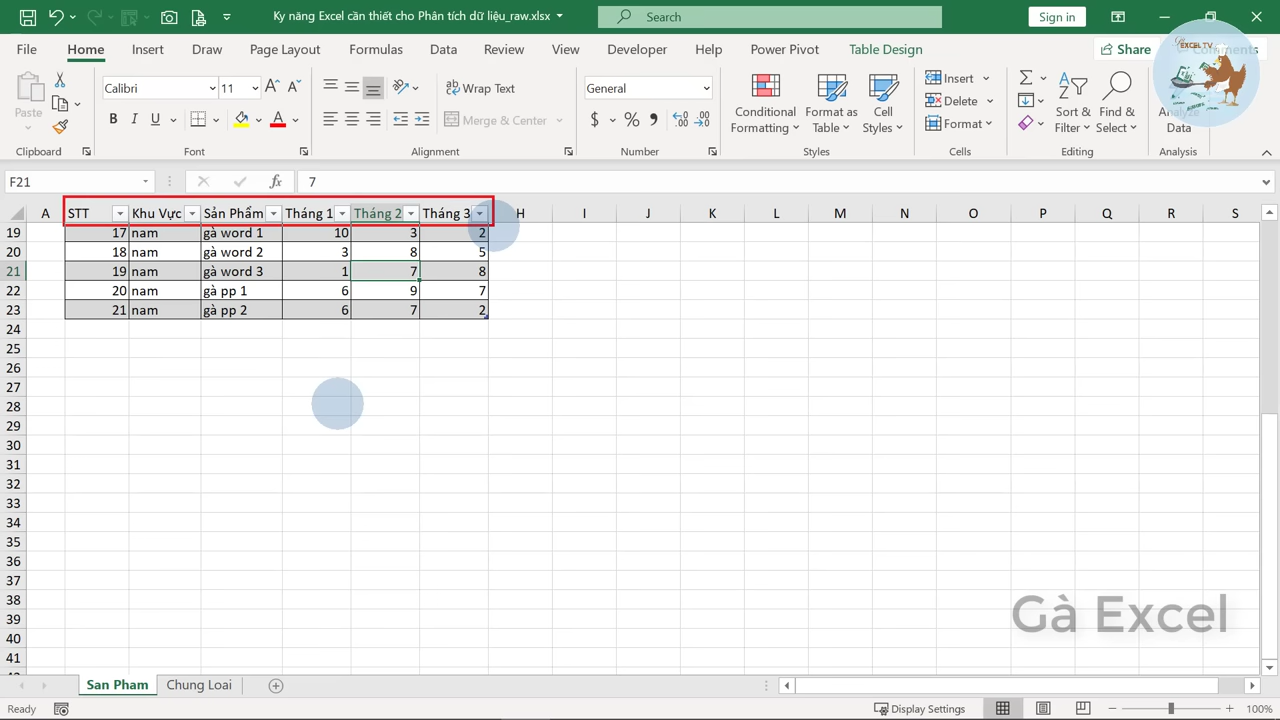 Ky năng Excel cần thiết cho Phân tích dữ liệu_raw.xlsx
Search
Sign in
File Home Insert Draw Page Layout Formulas Data Review View Developer Help Power Pivot Table Design
Share Comments
EXCEL TV
Paste
Calibri 11
B I U
Wrap Text
Merge & Center
General
Conditional Formatting
Format as Table
Cell Styles
Insert
Delete
Format
Sort & Filter
Find & Select
Analyze Data
Clipboard Font Alignment Number Styles Cells Editing Analysis
F21 fx 7
A STT Khu Vực Sản Phẩm Tháng 1 Tháng 2 Tháng 3 H I J K L M N O P Q R S
19 17 nam gà word 1 10 3 2
20 18 nam gà word 2 3 8 5
21 19 nam gà word 3 1 7 8
22 20 nam gà pp 1 6 9 7
23 21 nam gà pp 2 6 7 2
24
25
26
27
28
29
30
31
32
33
34
35
36
37
38
39
40
41
Gà Excel
San Pham Chung Loai
Ready
Display Settings
100%